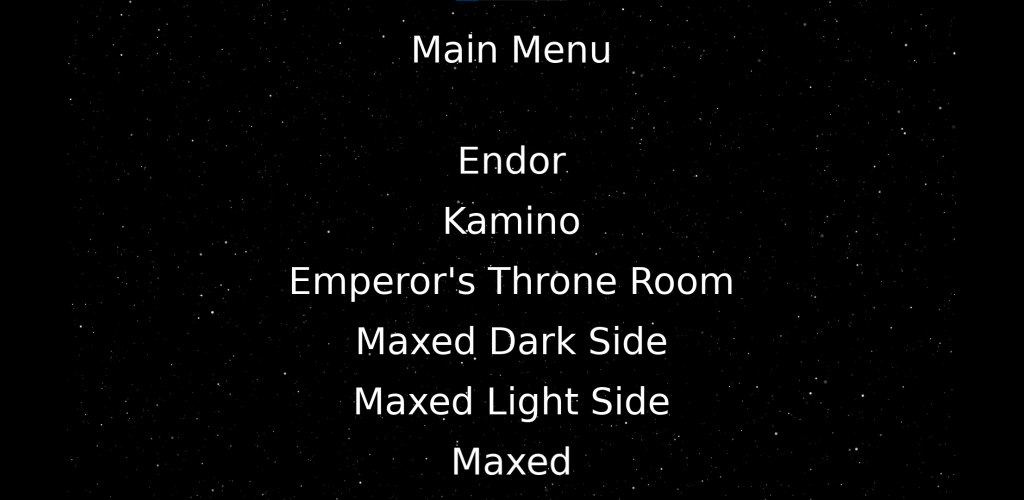 Main Menu
Endor
Kamino
Emperor's Throne Room
Maxed Dark Side
Maxed Light Side
Maxed